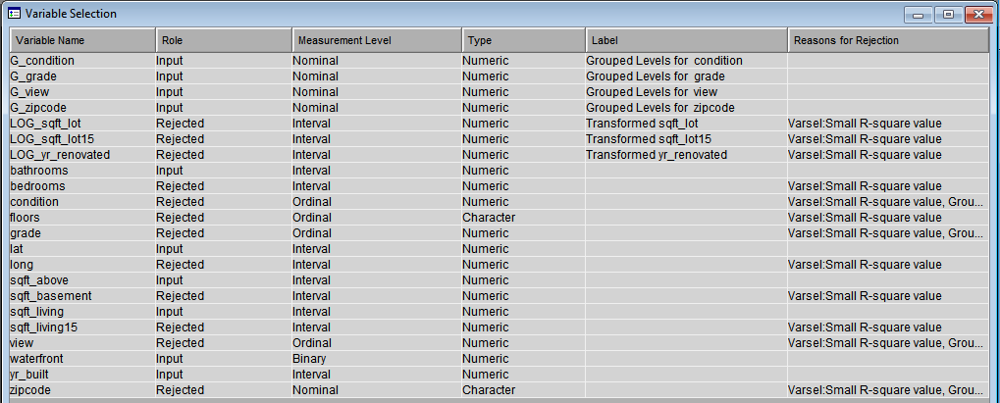 Variable Selection
Variable Name Role Measurement Level Type Label Reasons for Rejection
G_condition Input Nominal Numeric Grouped Levels for condition
G_grade Input Nominal Numeric Grouped Levels for grade
G_view Input Nominal Numeric Grouped Levels for view
G_zipcode Input Nominal Numeric Grouped Levels for zipcode
LOG_sqft_lot Rejected Interval Numeric Transformed sqft_lot Varsel:Small R-square value
LOG_sqft_lot15 Rejected Interval Numeric Transformed sqft_lot15 Varsel:Small R-square value
LOG_yr_renovated Rejected Interval Numeric Transformed yr_renovated Varsel:Small R-square value
bathrooms Input Interval Numeric
bedrooms Rejected Interval Numeric Varsel:Small R-square value
condition Rejected Ordinal Numeric Varsel:Small R-square value, Grou...
floors Rejected Ordinal Character Varsel:Small R-square value
grade Rejected Ordinal Numeric Varsel:Small R-square value, Grou...
lat Input Interval Numeric
long Rejected Interval Numeric Varsel:Small R-square value
sqft_above Input Interval Numeric
sqft_basement Rejected Interval Numeric Varsel:Small R-square value
sqft_living Input Interval Numeric
sqft_living15 Rejected Interval Numeric Varsel:Small R-square value
view Rejected Ordinal Numeric Varsel:Small R-square value, Grou...
waterfront Input Binary Numeric
yr_built Input Interval Numeric
zipcode Rejected Nominal Character Varsel:Small R-square value, Grou...